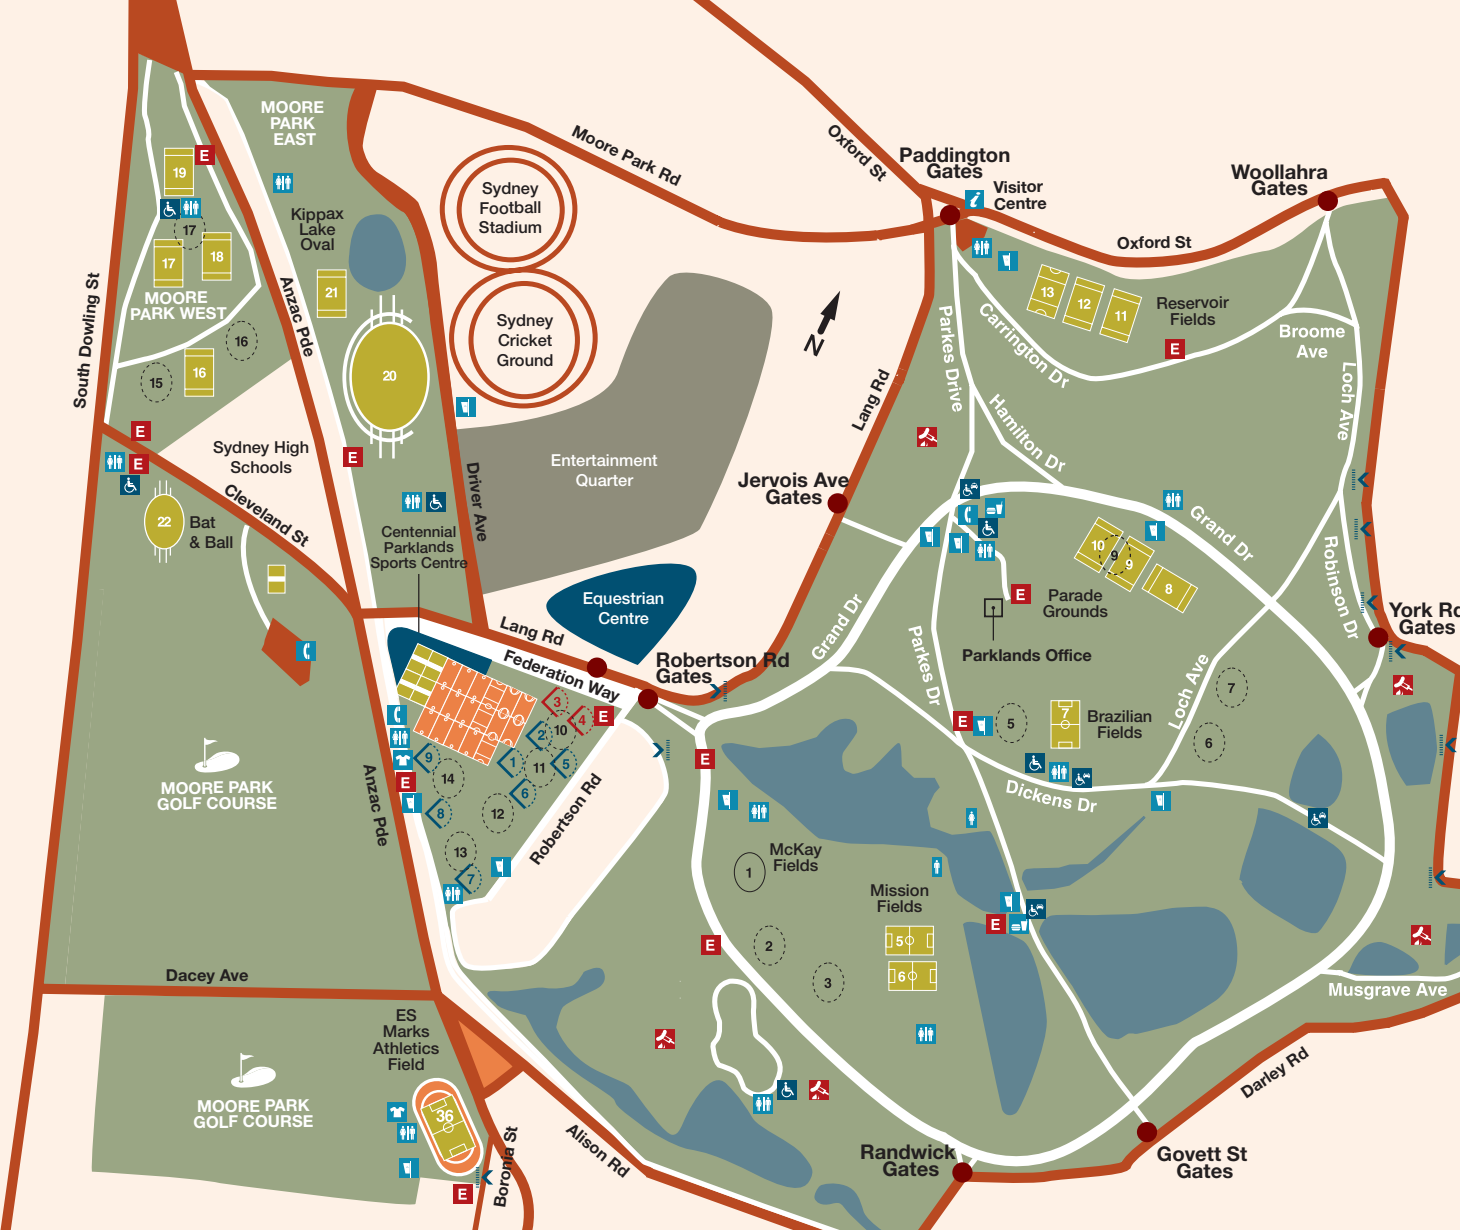 MOORE
PARK
EAST
Moore Park Rd
Oxford St
Paddington
Gates
i
Visitor
Centre
Woollahra
Gates
Oxford St
19
E
17
17
18
MOORE
PARK WEST
16
15
16
E
Kippax
Lake
Oval
21
20
E
Sydney
Football
Stadium
Sydney
Cricket
Ground
South Dowling St
Anzac Pde
Sydney High
Schools
Cleveland St
E
22
Bat
& Ball
Entertainment
Quarter
Driver Ave
Centennial
Parklands
Sports Centre
N
Lang Rd
Jervois Ave
Gates
Parkes Drive
Carrington Dr
Hamilton Dr
13
12
11
Reservoir
Fields
E
Broome
Ave
Loch Ave
Grand Dr
10
9
9
8
Parade
Grounds
E
Parklands Office
Robinson Dr
York Rd
Gates
Equestrian
Centre
Lang Rd
Federation Way
Robertson Rd
Gates
Grand Dr
Parkes Dr
Loch Ave
7
6
E
5
7
Brazilian
Fields
Dickens Dr
3
4
E
2
10
1
11
5
6
9
14
E
8
12
13
7
Robertson Rd
Anzac Pde
E
MOORE PARK
GOLF COURSE
McKay
Fields
1
Mission
Fields
5
6
E
E
2
3
Dacey Ave
Musgrave Ave
ES
Marks
Athletics
Field
36
MOORE PARK
GOLF COURSE
E
Boronia St
Alison Rd
Randwick
Gates
Govett St
Gates
Darley Rd